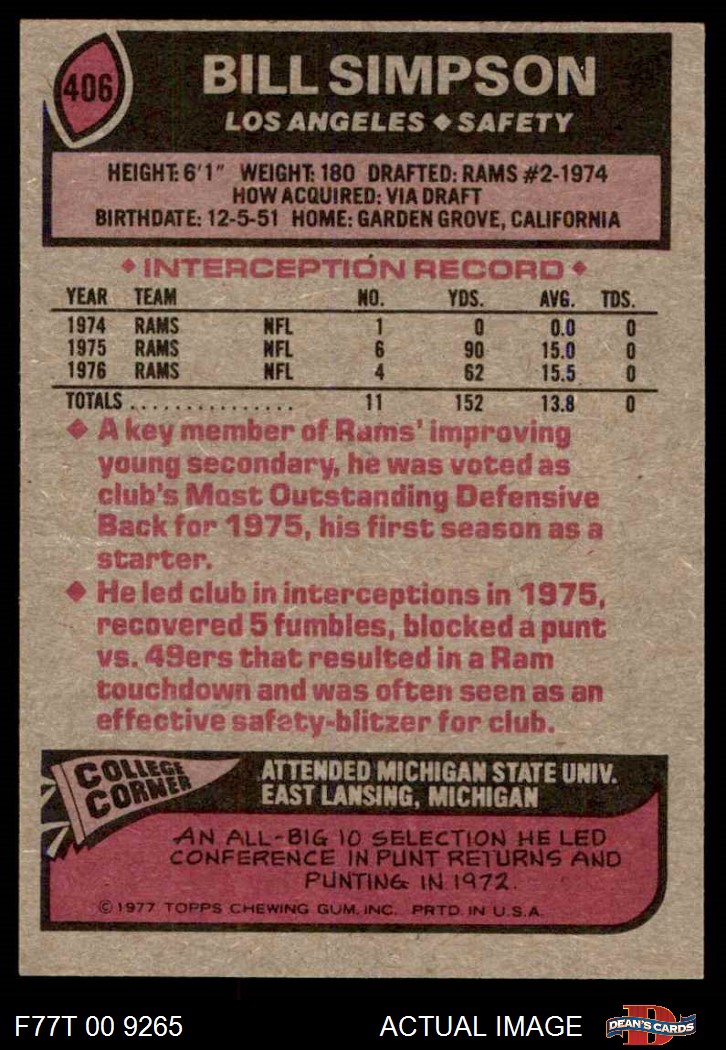 406
BILL SIMPSON
LOS ANGELES ◆ SAFETY
HEIGHT: 6'1" WEIGHT: 180 DRAFTED: RAMS #2-1974
HOW ACQUIRED: VIA DRAFT
BIRTHDATE: 12-5-51 HOME: GARDEN GROVE, CALIFORNIA
◆ INTERCEPTION RECORD ◆
YEAR TEAM NO. YDS. AVG. TDS.
1974 RAMS NFL 1 0 0.0 0
1975 RAMS NFL 6 90 15.0 0
1976 RAMS NFL 4 62 15.5 0
TOTALS ............... 11 152 13.8 0
◆ A key member of Rams' improving
young secondary, he was voted as
club's Most Outstanding Defensive
Back for 1975, his first season as a
starter.
◆ He led club in interceptions in 1975,
recovered 5 fumbles, blocked a punt
vs. 49ers that resulted in a Ram
touchdown and was often seen as an
effective safety-blitzer for club.
COLLEGE
CORNER
ATTENDED MICHIGAN STATE UNIV.
EAST LANSING, MICHIGAN
AN ALL-BIG 10 SELECTION HE LED
CONFERENCE IN PUNT RETURNS AND
PUNTING IN 1972.
© 1977 TOPPS CHEWING GUM, INC. PRTD. IN U.S.A.
F77T 00 9265
ACTUAL IMAGE
D
DEAN'S CARDS